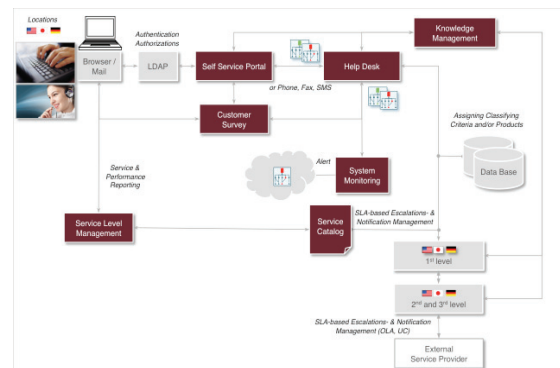 Locations
Authentication
Authorizations
Knowledge
Management
Browser /
Mail
LDAP
Self Service Portal
Help Desk
or Phone, Fax, SMS
Customer
Survey
Assigning Classifying
Criteria and/or Products
Data Base
Service &
Performance
Reporting
Alert
System
Monitoring
Service Level
Management
Service
Catalog
SLA-based Escalations- &
Notification Management
1st level
2nd and 3rd level
SLA-based Escalations- & Notification
Management (OLA, UC)
External
Service Provider